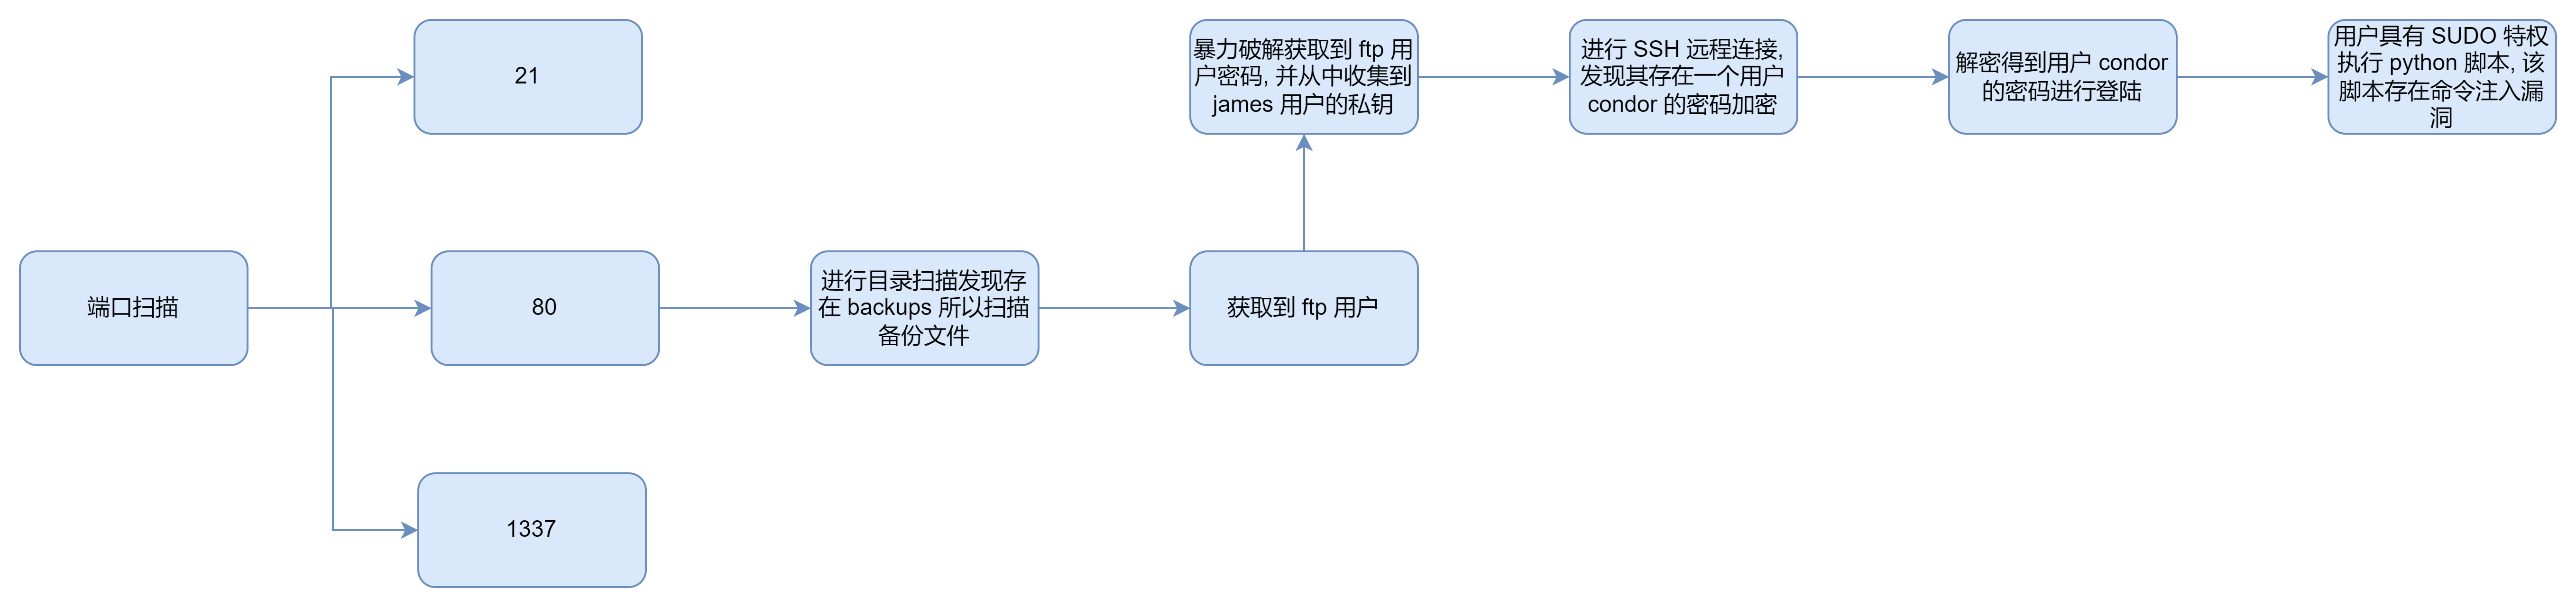 端口扫描
21
80
1337
进行目录扫描发现存
在 backups 所以扫描
备份文件
获取到 ftp 用户
暴力破解获取到 ftp 用
户密码, 并从中收集到
james 用户的私钥
进行 SSH 远程连接,
发现其存在一个用户
condor 的密码加密
解密得到用户 condor
的密码进行登陆
用户具有 SUDO 特权
执行 python 脚本, 该
脚本存在命令注入漏
洞